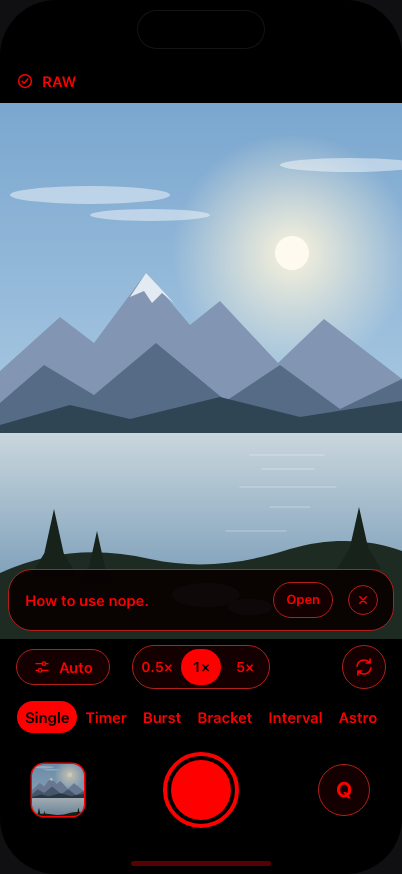 RAW
How to use nope.
Open
Auto
0.5×
1×
5×
Single
Timer
Burst
Bracket
Interval
Astro
Q